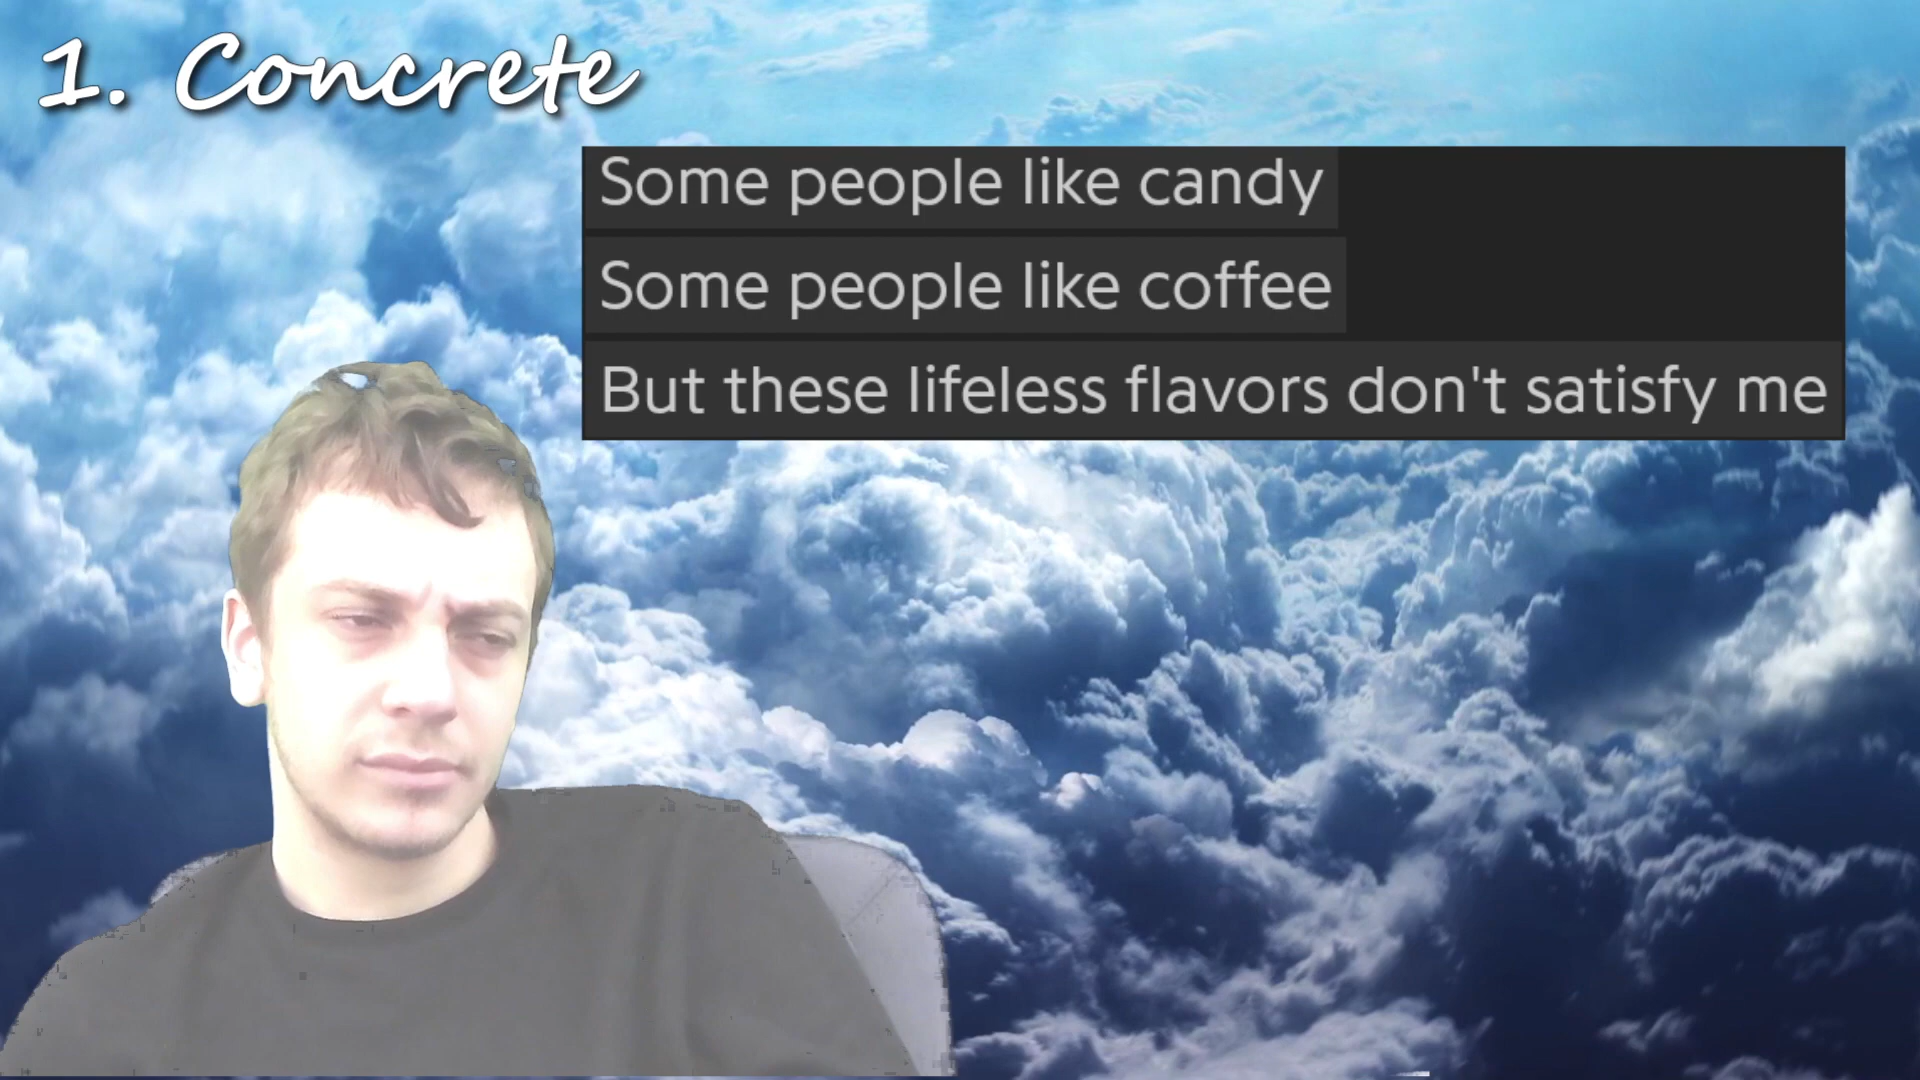 1. Concrete
Some people like candy
Some people like coffee
But these lifeless flavors don't satisfy me